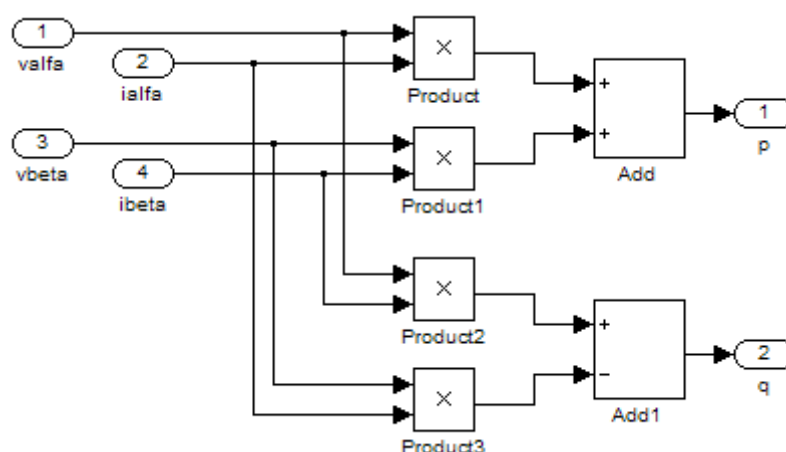 1
valfa
2
ialfa
3
vbeta
4
ibeta
×
Product
×
Product1
+
+
Add
1
p
×
Product2
×
Product3
+
−
Add1
2
q